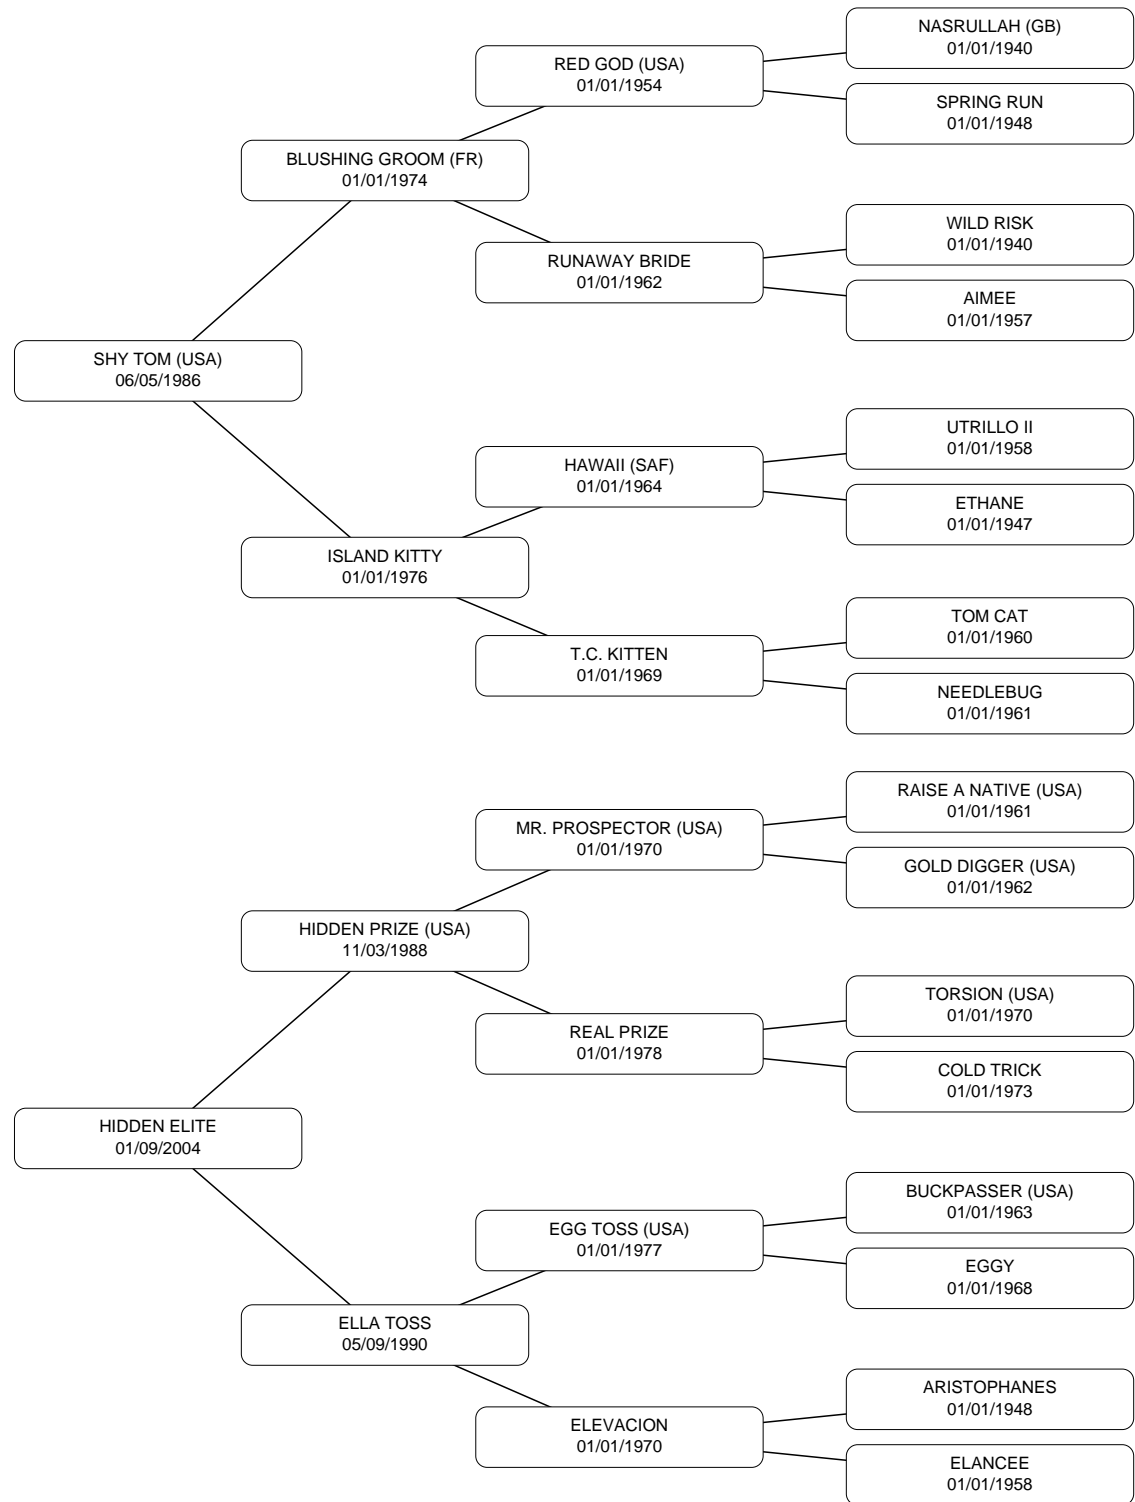 NASRULLAH (GB)
01/01/1940
RED GOD (USA)
01/01/1954
SPRING RUN
01/01/1948
BLUSHING GROOM (FR)
01/01/1974
WILD RISK
01/01/1940
RUNAWAY BRIDE
01/01/1962
AIMEE
01/01/1957
SHY TOM (USA)
06/05/1986
UTRILLO II
01/01/1958
HAWAII (SAF)
01/01/1964
ETHANE
01/01/1947
ISLAND KITTY
01/01/1976
TOM CAT
01/01/1960
T.C. KITTEN
01/01/1969
NEEDLEBUG
01/01/1961
RAISE A NATIVE (USA)
01/01/1961
MR. PROSPECTOR (USA)
01/01/1970
GOLD DIGGER (USA)
01/01/1962
HIDDEN PRIZE (USA)
11/03/1988
TORSION (USA)
01/01/1970
REAL PRIZE
01/01/1978
COLD TRICK
01/01/1973
HIDDEN ELITE
01/09/2004
BUCKPASSER (USA)
01/01/1963
EGG TOSS (USA)
01/01/1977
EGGY
01/01/1968
ELLA TOSS
05/09/1990
ARISTOPHANES
01/01/1948
ELEVACION
01/01/1970
ELANCEE
01/01/1958